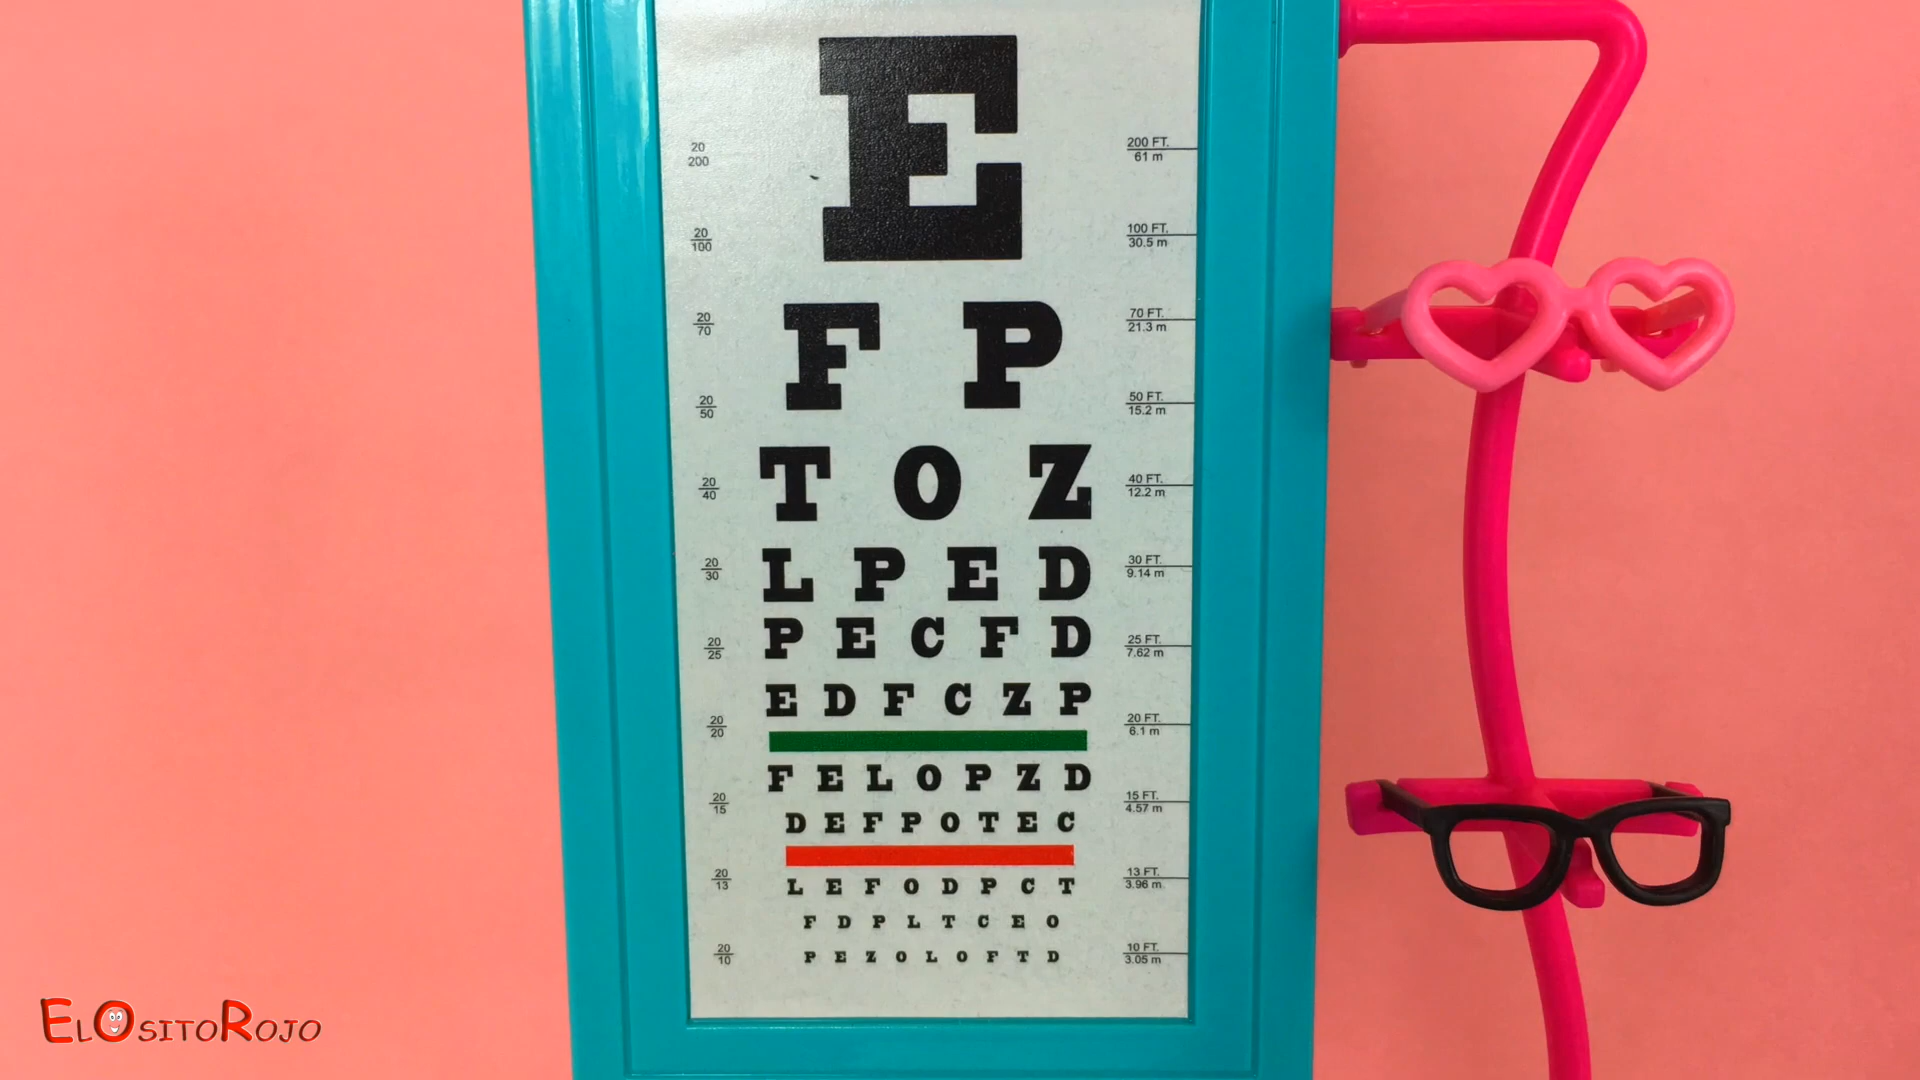 E
20
200
200 FT.
61 m
20
100
100 FT.
30.5 m
F P
20
70
70 FT.
21.3 m
20
50
50 FT.
15.2 m
T O Z
20
40
40 FT.
12.2 m
L P E D
20
30
30 FT.
9.14 m
P E C F D
20
25
25 FT.
7.62 m
E D F C Z P
20
20
20 FT.
6.1 m
F E L O P Z D
20
15
15 FT.
4.57 m
D E F P O T E C
L E F O D P C T
20
13
13 FT.
3.96 m
F D P L T C E O
P E Z O L O F T D
20
10
10 FT.
3.05 m
ELOSITOROJO